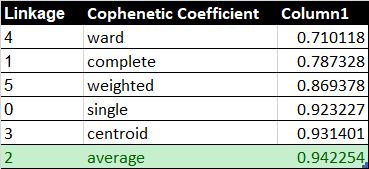 Linkage Cophenetic Coefficient Column1
4 ward 0.710118
1 complete 0.787328
5 weighted 0.869378
0 single 0.923227
3 centroid 0.931401
2 average 0.942254